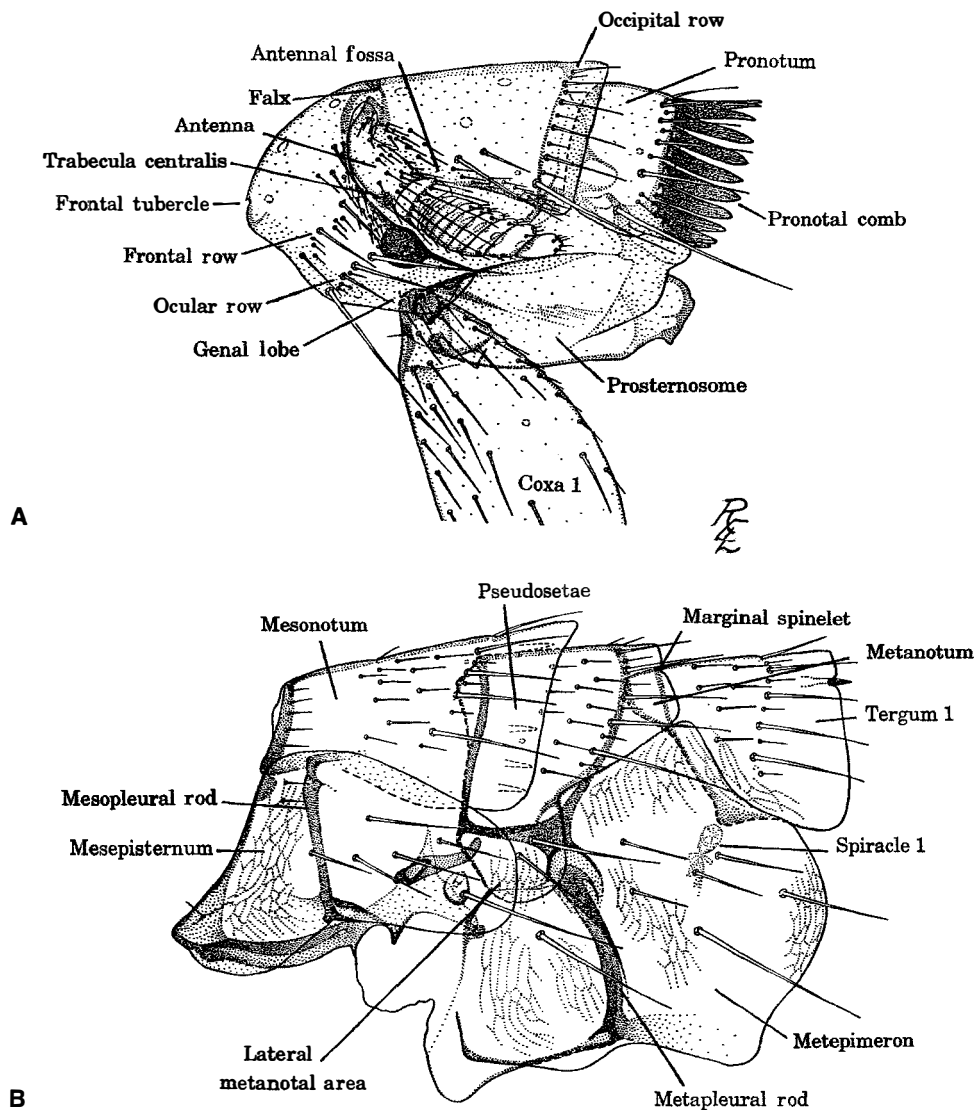 Occipital row
Antennal fossa
Pronotum
Falx
Antenna
Trabecula centralis
Frontal tubercle
Pronotal comb
Frontal row
Ocular row
Genal lobe
Prosternosome
Coxa 1
A
Pseudosetae
Mesonotum
Marginal spinelet
Metanotum
Tergum 1
Mesopleural rod
Mesepisternum
Spiracle 1
Metepimeron
Lateral
metanotal area
Metapleural rod
B